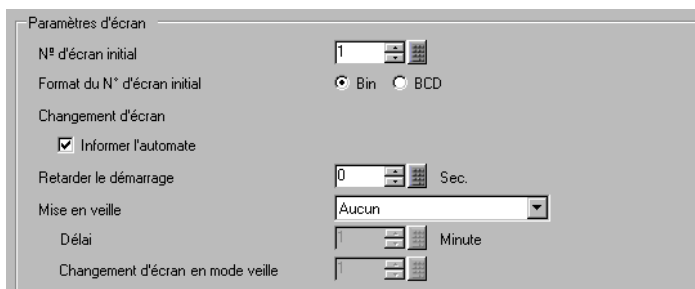 Paramètres d'écran
Nº d'écran initial 1
Format du N° d'écran initial Bin BCD
Changement d'écran
Informer l'automate
Retarder le démarrage 0 Sec.
Mise en veille Aucun
Délai 1 Minute
Changement d'écran en mode veille 1